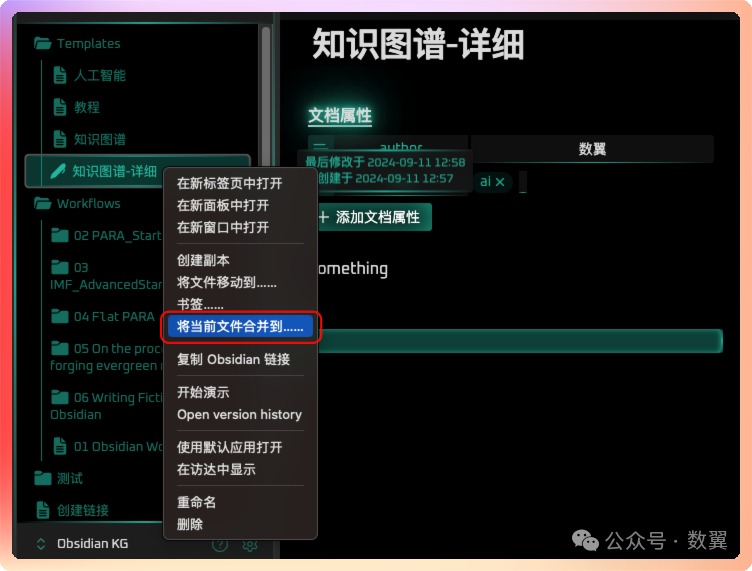 Templates
人工智能
教程
知识图谱
知识图谱-详细
Workflows
02 PARA_Start
03
IMF_AdvancedStar
04 Flat PARA
05 On the proc
forging evergreen
06 Writing Ficti
Obsidian
01 Obsidian Wo
测试
创建链接
Obsidian KG
在新标签页中打开
在新面板中打开
在新窗口中打开
创建副本
将文件移动到......
书签......
将当前文件合并到......
复制 Obsidian 链接
开始演示
Open version history
使用默认应用打开
在访达中显示
重命名
删除
知识图谱-详细
文档属性
author
数翼
最后修改于 2024-09-11 12:58
创建于 2024-09-11 12:57
ai ×
+ 添加文档属性
omething
公众号 · 数翼